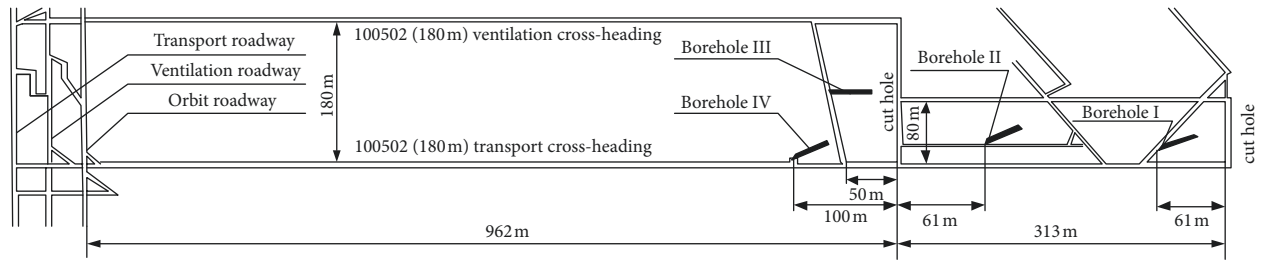 Transport roadway
Ventilation roadway
Orbit roadway
180 m
100502 (180 m) ventilation cross-heading
100502 (180 m) transport cross-heading
Borehole III
Borehole IV
cut hole
80 m
Borehole II
Borehole I
cut hole
50 m
100 m
61 m
61 m
962 m
313 m